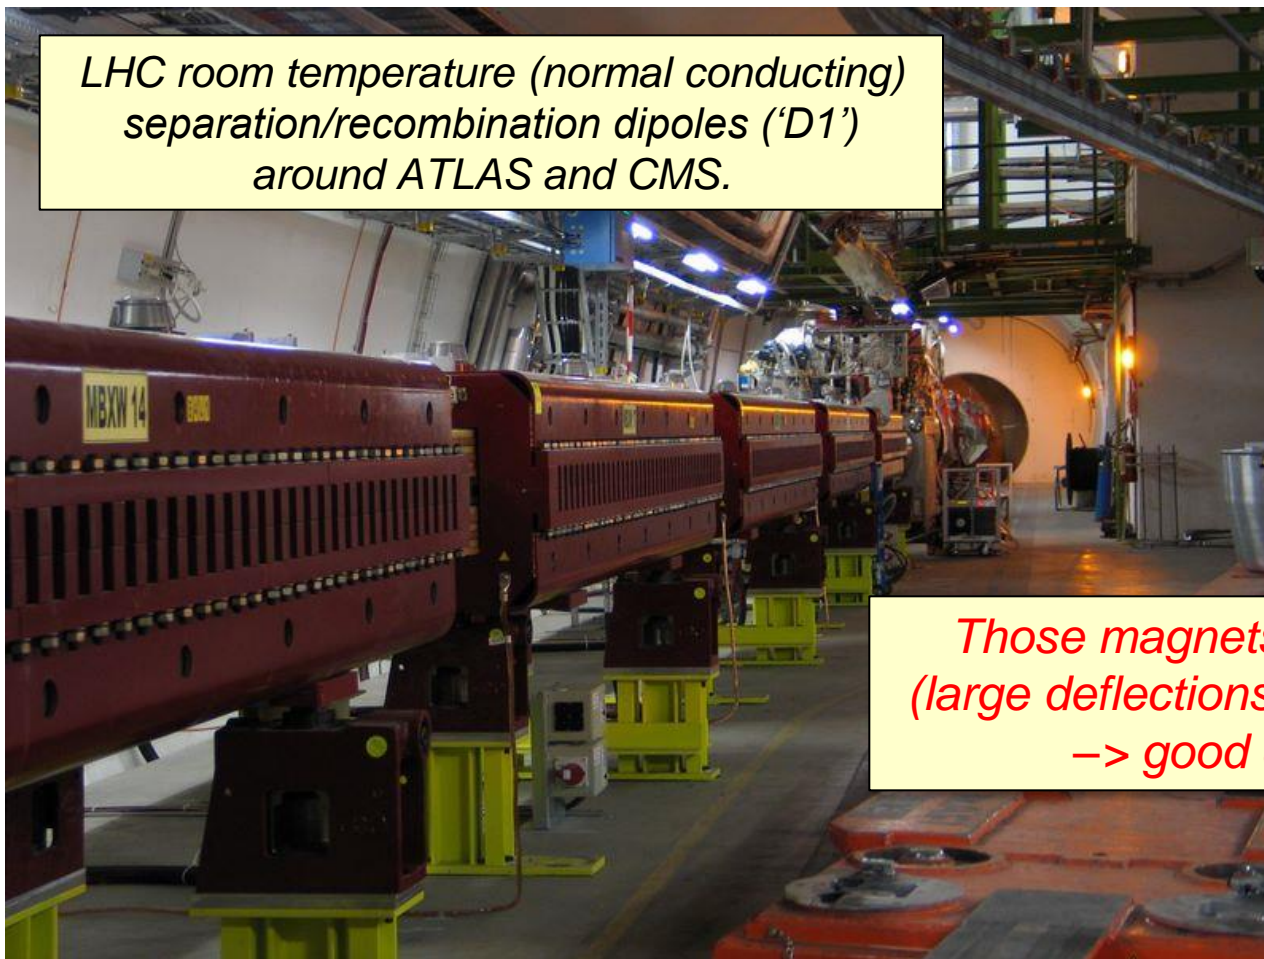 LHC room temperature (normal conducting)
separation/recombination dipoles (‘D1’)
around ATLAS and CMS.
MBXW 14
Those magnets
(large deflections
–> good